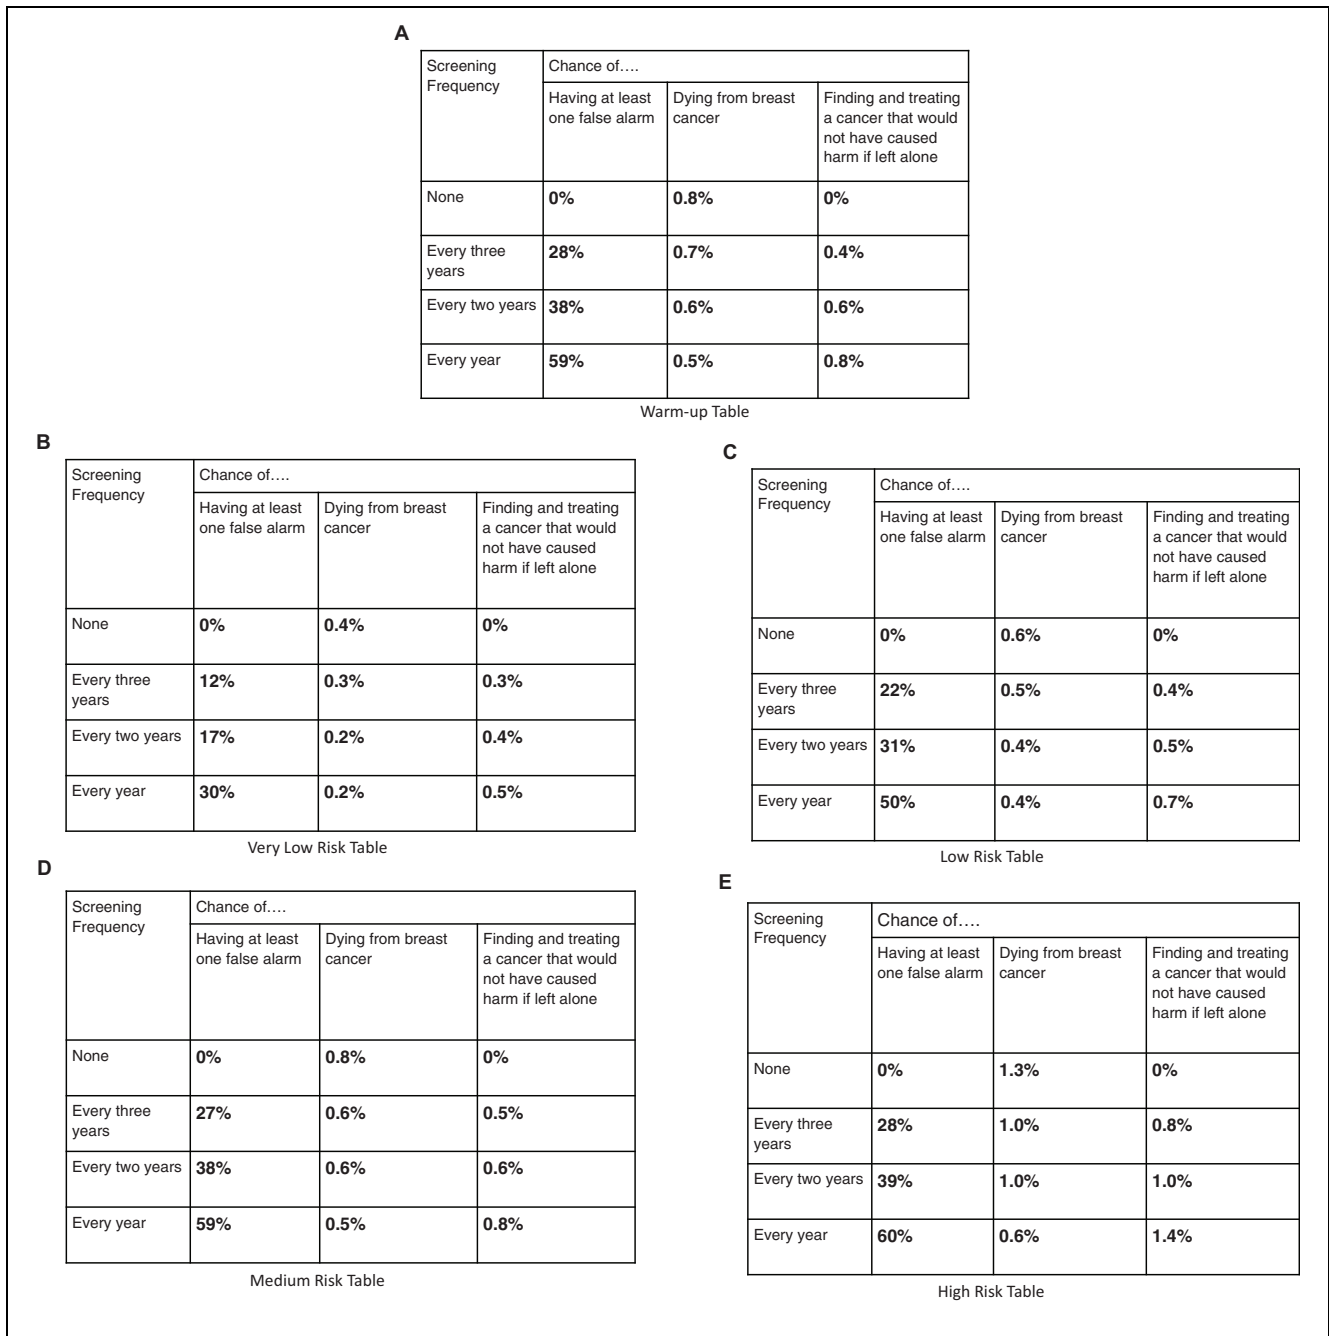 A
Screening
Frequency
Chance of….
Having at least
one false alarm
Dying from breast
cancer
Finding and treating
a cancer that would
not have caused
harm if left alone
None
0%
0.8%
0%
Every three
years
28%
0.7%
0.4%
Every two years
38%
0.6%
0.6%
Every year
59%
0.5%
0.8%
Warm-up Table
B
Screening
Frequency
Chance of….
Having at least
one false alarm
Dying from breast
cancer
Finding and treating
a cancer that would
not have caused
harm if left alone
None
0%
0.4%
0%
Every three
years
12%
0.3%
0.3%
Every two years
17%
0.2%
0.4%
Every year
30%
0.2%
0.5%
Very Low Risk Table
C
Screening
Frequency
Chance of….
Having at least
one false alarm
Dying from breast
cancer
Finding and treating
a cancer that would
not have caused
harm if left alone
None
0%
0.6%
0%
Every three
years
22%
0.5%
0.4%
Every two years
31%
0.4%
0.5%
Every year
50%
0.4%
0.7%
Low Risk Table
D
Screening
Frequency
Chance of….
Having at least
one false alarm
Dying from breast
cancer
Finding and treating
a cancer that would
not have caused
harm if left alone
None
0%
0.8%
0%
Every three
years
27%
0.6%
0.5%
Every two years
38%
0.6%
0.6%
Every year
59%
0.5%
0.8%
Medium Risk Table
E
Screening
Frequency
Chance of….
Having at least
one false alarm
Dying from breast
cancer
Finding and treating
a cancer that would
not have caused
harm if left alone
None
0%
1.3%
0%
Every three
years
28%
1.0%
0.8%
Every two years
39%
1.0%
1.0%
Every year
60%
0.6%
1.4%
High Risk Table